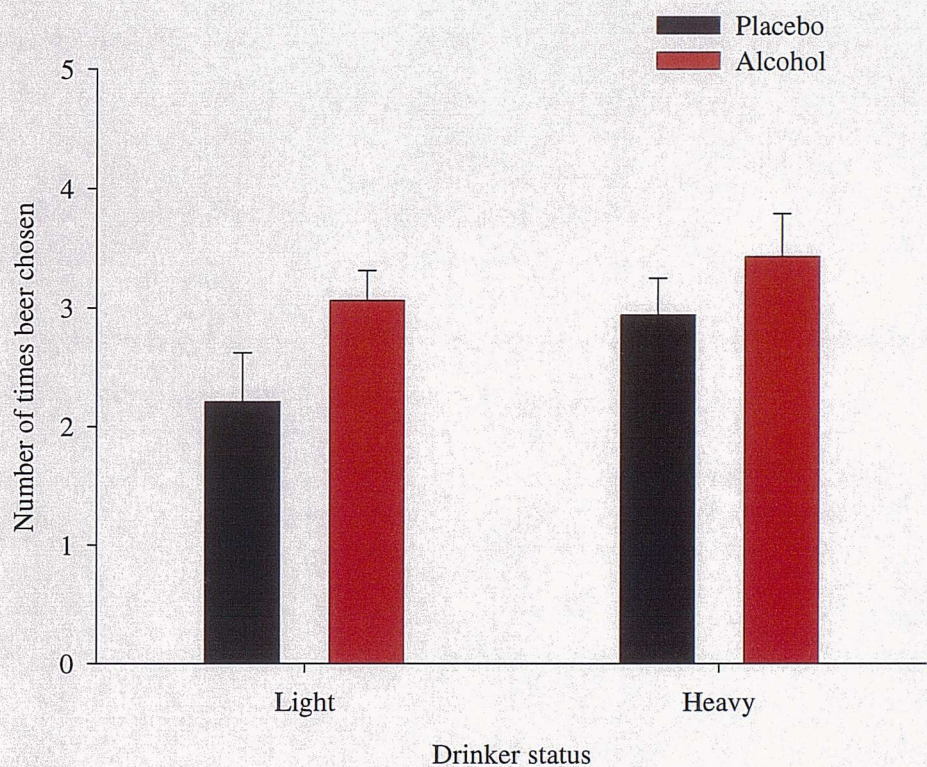 Placebo
Alcohol
5
4
3
2
1
0
Number of times beer chosen
Light
Heavy
Drinker status